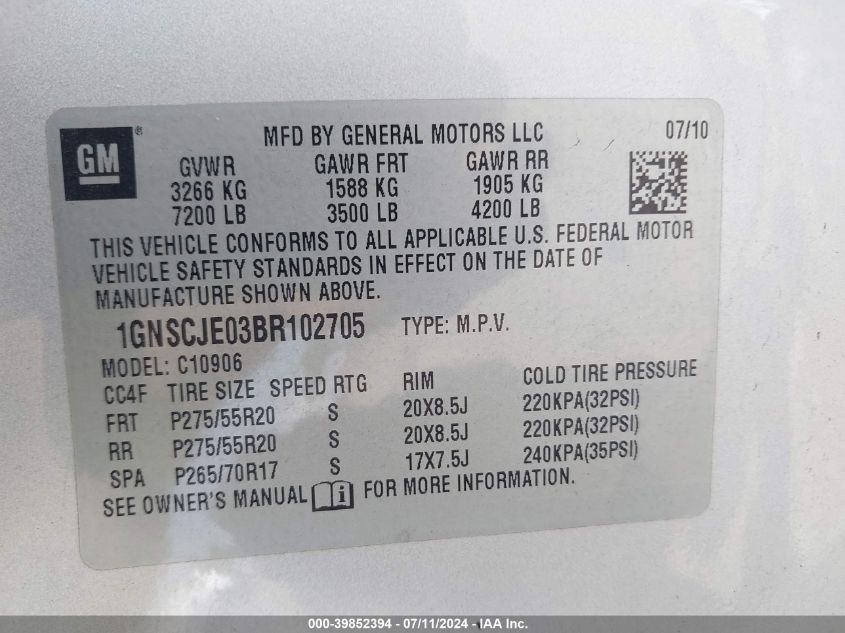 GM®
MFD BY GENERAL MOTORS LLC 07/10
GVWR GAWR FRT GAWR RR
3266 KG 1588 KG 1905 KG
7200 LB 3500 LB 4200 LB
THIS VEHICLE CONFORMS TO ALL APPLICABLE U.S. FEDERAL MOTOR
VEHICLE SAFETY STANDARDS IN EFFECT ON THE DATE OF
MANUFACTURE SHOWN ABOVE.
1GNSCJE03BR102705 TYPE: M.P.V.
MODEL: C10906
CC4F TIRE SIZE SPEED RTG RIM COLD TIRE PRESSURE
FRT P275/55R20 S 20X8.5J 220KPA(32PSI)
RR P275/55R20 S 20X8.5J 220KPA(32PSI)
SPA P265/70R17 S 17X7.5J 240KPA(35PSI)
SEE OWNER'S MANUAL i FOR MORE INFORMATION.
000-39852394 - 07/11/2024 - IAA Inc.